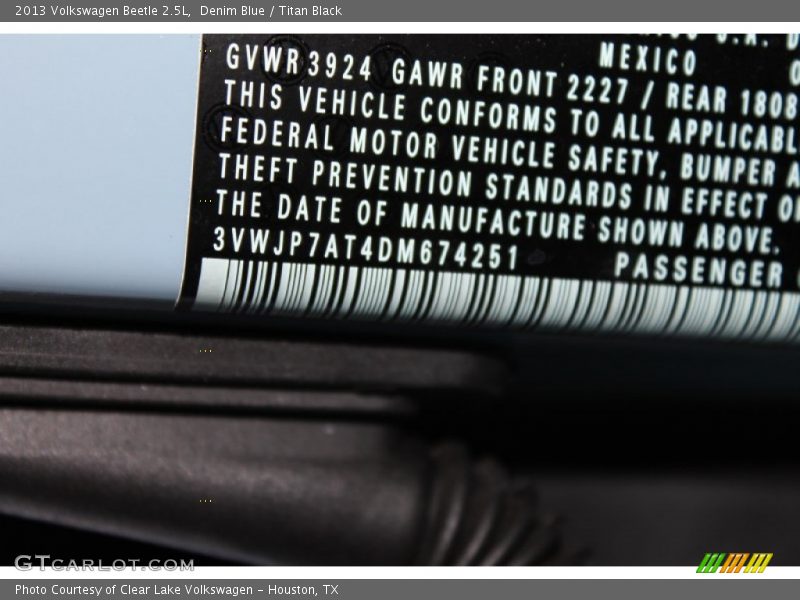 2013 Volkswagen Beetle 2.5L, Denim Blue / Titan Black
MEXICO
GVWR 3924 GAWR FRONT 2227 / REAR 1808
THIS VEHICLE CONFORMS TO ALL APPLICABL
FEDERAL MOTOR VEHICLE SAFETY, BUMPER A
THEFT PREVENTION STANDARDS IN EFFECT
THE DATE OF MANUFACTURE SHOWN ABOVE.
3VWJP7AT4DM674251 PASSENGER
GTCARLOT.COM
Photo Courtesy of Clear Lake Volkswagen – Houston, TX